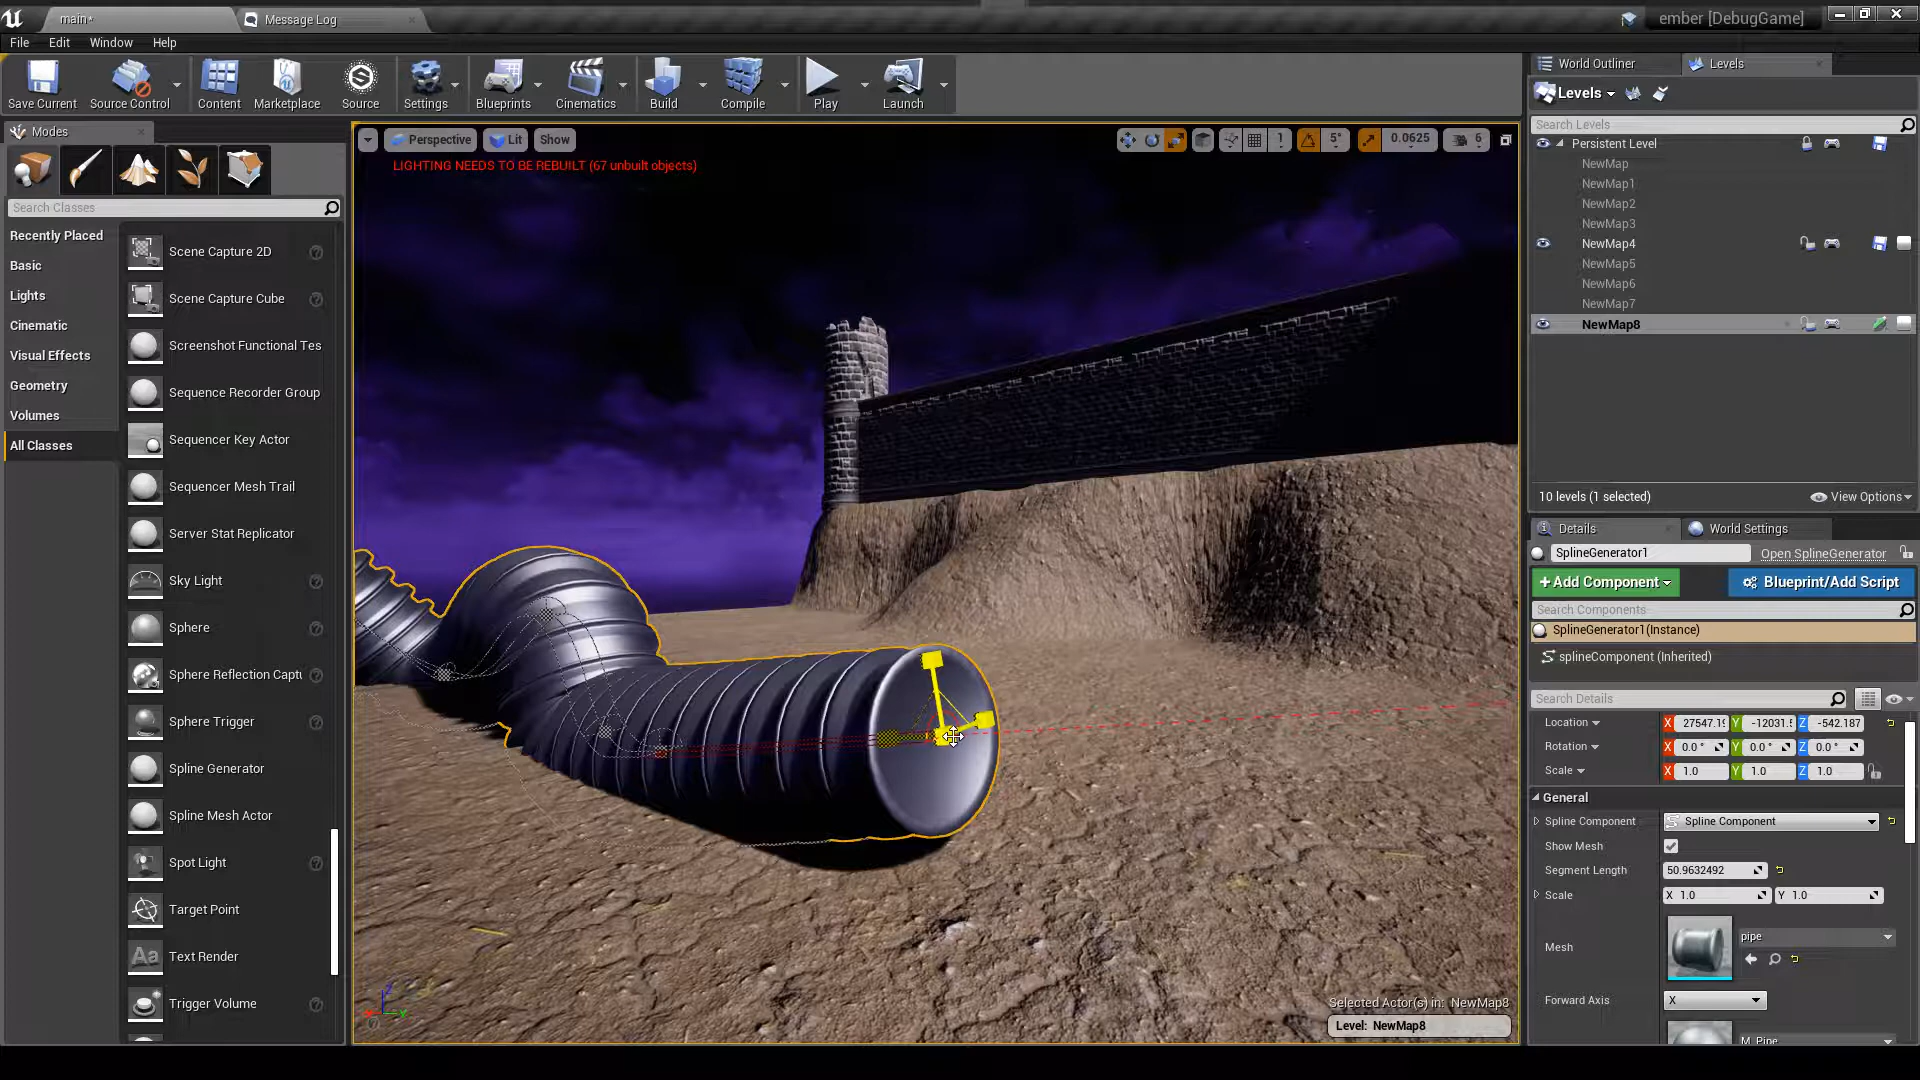 main*
Message Log
ember [DebugGame]
File Edit Window Help
Save Current
Source Control
Content
Marketplace
Source
Settings
Blueprints
Cinematics
Build
Compile
Play
Launch
Modes
Search Classes
Recently Placed
Basic
Lights
Cinematic
Visual Effects
Geometry
Volumes
All Classes
Scene Capture 2D
Scene Capture Cube
Screenshot Functional Tes
Sequence Recorder Group
Sequencer Key Actor
Sequencer Mesh Trail
Server Stat Replicator
Sky Light
Sphere
Sphere Reflection Captu
Sphere Trigger
Spline Generator
Spline Mesh Actor
Spot Light
Target Point
Text Render
Trigger Volume
Perspective Lit Show
1 5° 0.0625 6
LIGHTING NEEDS TO BE REBUILT (67 unbuilt objects)
Selected Actor(s) in: NewMap8
Level: NewMap8
World Outliner Levels
Levels
Search Levels
Persistent Level
NewMap
NewMap1
NewMap2
NewMap3
NewMap4
NewMap5
NewMap6
NewMap7
NewMap8
10 levels (1 selected) View Options
Details World Settings
SplineGenerator1 Open SplineGenerator
+Add Component Blueprint/Add Script
Search Components
SplineGenerator1(Instance)
splineComponent (Inherited)
Search Details
Location X 27547.19 Y -12031.5 Z -542.187
Rotation X 0.0° Y 0.0° Z 0.0°
Scale X 1.0 Y 1.0 Z 1.0
General
Spline Component Spline Component
Show Mesh
Segment Length 50.9632492
Scale X 1.0 Y 1.0
Mesh pipe
Forward Axis X
M_Pipe